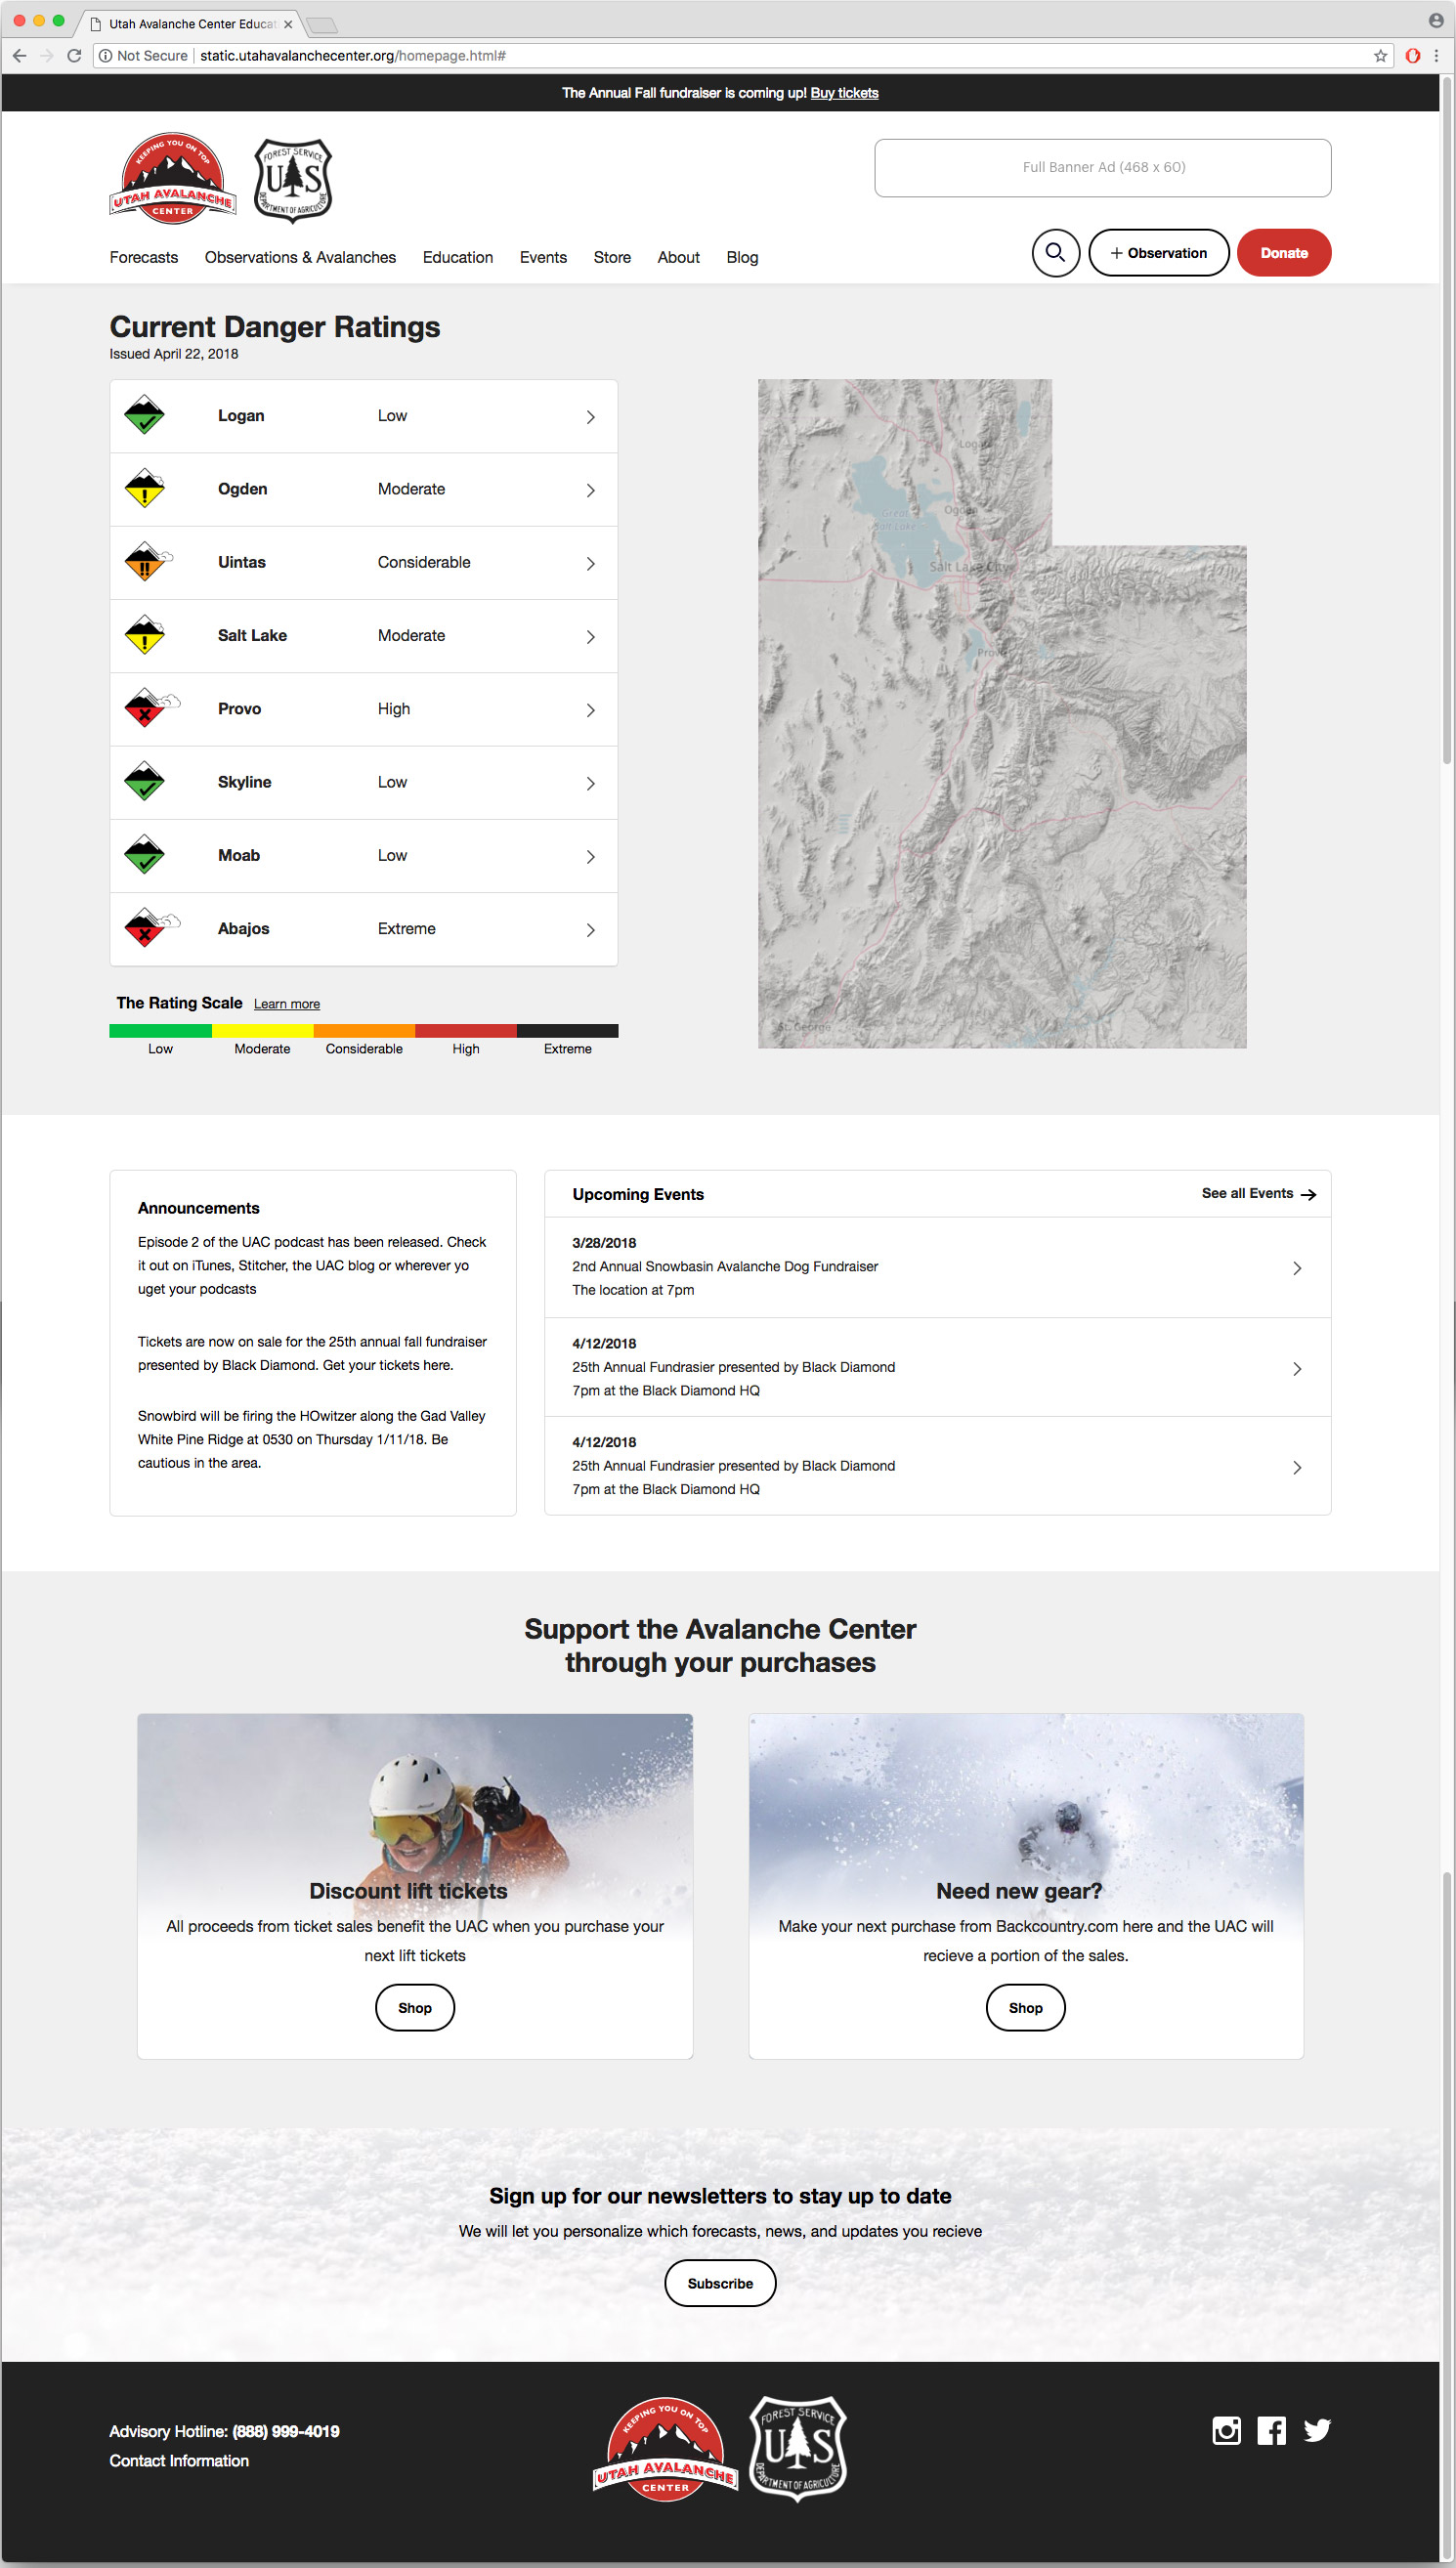 Utah Avalanche Center Educat
Not Secure | static.utahavalanchecenter.org/homepage.html#
The Annual Fall fundraiser is coming up! Buy tickets
KEEPING YOU ON TOP
UTAH AVALANCHE
CENTER
FOREST SERVICE
U S
DEPARTMENT OF AGRICULTURE
Full Banner Ad (468 x 60)
Forecasts Observations & Avalanches Education Events Store About Blog
+ Observation Donate
Current Danger Ratings
Issued April 22, 2018
Logan Low
Ogden Moderate
Uintas Considerable
Salt Lake Moderate
Provo High
Skyline Low
Moab Low
Abajos Extreme
Logan
Great
Salt Lake
Ogden
Salt Lake City
Provo
St. George
The Rating Scale Learn more
Low Moderate Considerable High Extreme
Announcements
Episode 2 of the UAC podcast has been released. Check
it out on iTunes, Stitcher, the UAC blog or wherever yo
uget your podcasts
Tickets are now on sale for the 25th annual fall fundraiser
presented by Black Diamond. Get your tickets here.
Snowbird will be firing the HOwitzer along the Gad Valley
White Pine Ridge at 0530 on Thursday 1/11/18. Be
cautious in the area.
Upcoming Events See all Events
3/28/2018
2nd Annual Snowbasin Avalanche Dog Fundraiser
The location at 7pm
4/12/2018
25th Annual Fundrasier presented by Black Diamond
7pm at the Black Diamond HQ
4/12/2018
25th Annual Fundrasier presented by Black Diamond
7pm at the Black Diamond HQ
Support the Avalanche Center
through your purchases
Discount lift tickets
All proceeds from ticket sales benefit the UAC when you purchase your
next lift tickets
Shop
Need new gear?
Make your next purchase from Backcountry.com here and the UAC will
recieve a portion of the sales.
Shop
Sign up for our newsletters to stay up to date
We will let you personalize which forecasts, news, and updates you recieve
Subscribe
Advisory Hotline: (888) 999-4019
Contact Information
KEEPING YOU ON TOP
UTAH AVALANCHE
CENTER
FOREST SERVICE
U S
DEPARTMENT OF AGRICULTURE